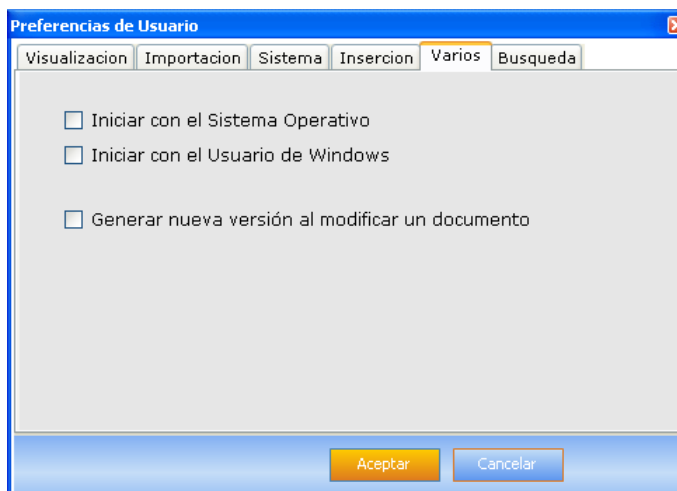 Preferencias de Usuario
Visualizacion Importacion Sistema Insercion Varios Busqueda
Iniciar con el Sistema Operativo
Iniciar con el Usuario de Windows
Generar nueva versión al modificar un documento
Aceptar Cancelar